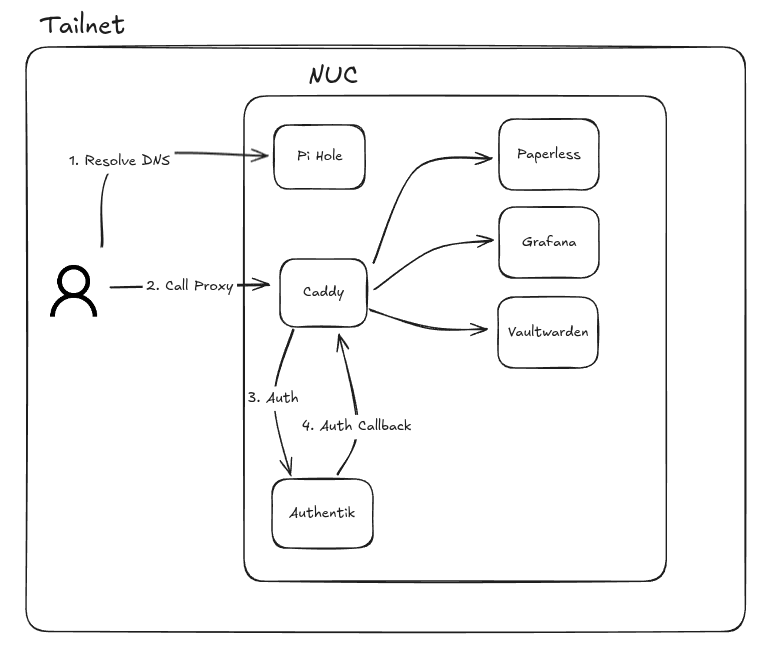 Tailnet
NUC
1. Resolve DNS
Pi Hole
Paperless
Grafana
2. Call Proxy
Caddy
Vaultwarden
3. Auth
4. Auth Callback
Authentik